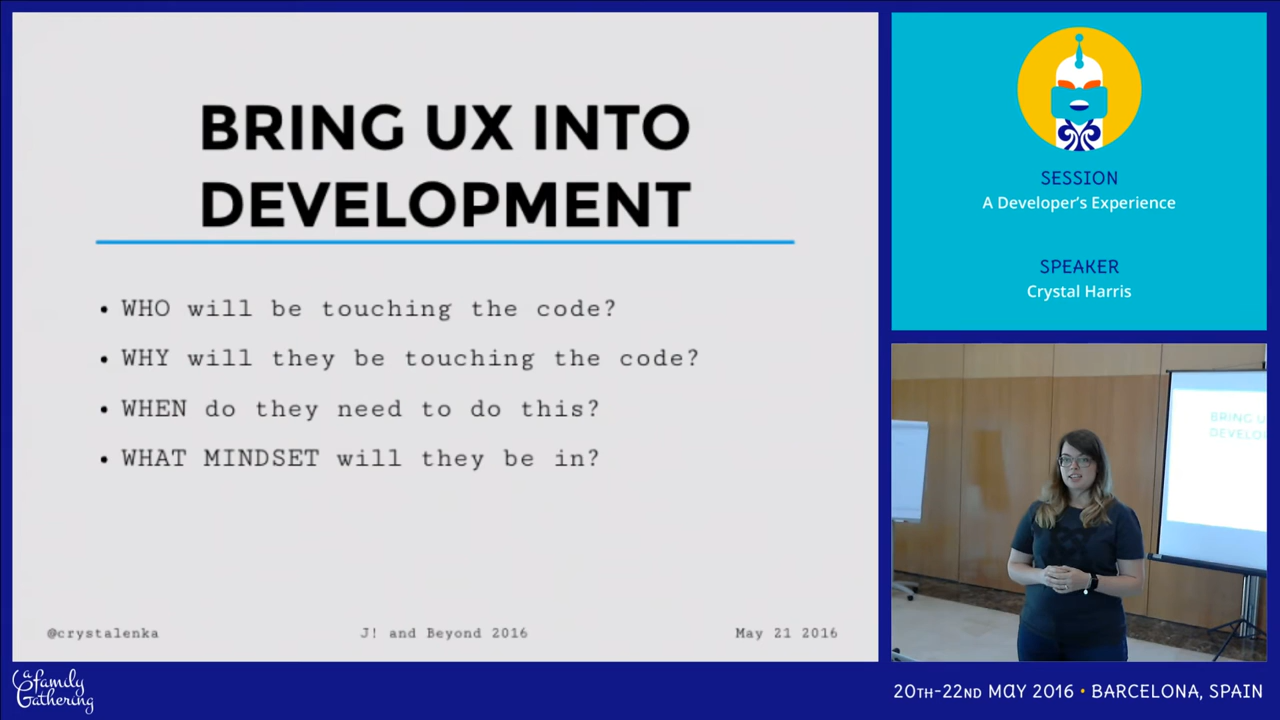 BRING UX INTO
DEVELOPMENT
• WHO will be touching the code?
• WHY will they be touching the code?
• WHEN do they need to do this?
• WHAT MINDSET will they be in?
@crystalenka
J! and Beyond 2016
May 21 2016
SESSION
A Developer's Experience
SPEAKER
Crystal Harris
BRING U
DEVELO
a family
Gathering
20TH-22ND MAY 2016 • BARCELONA, SPAIN